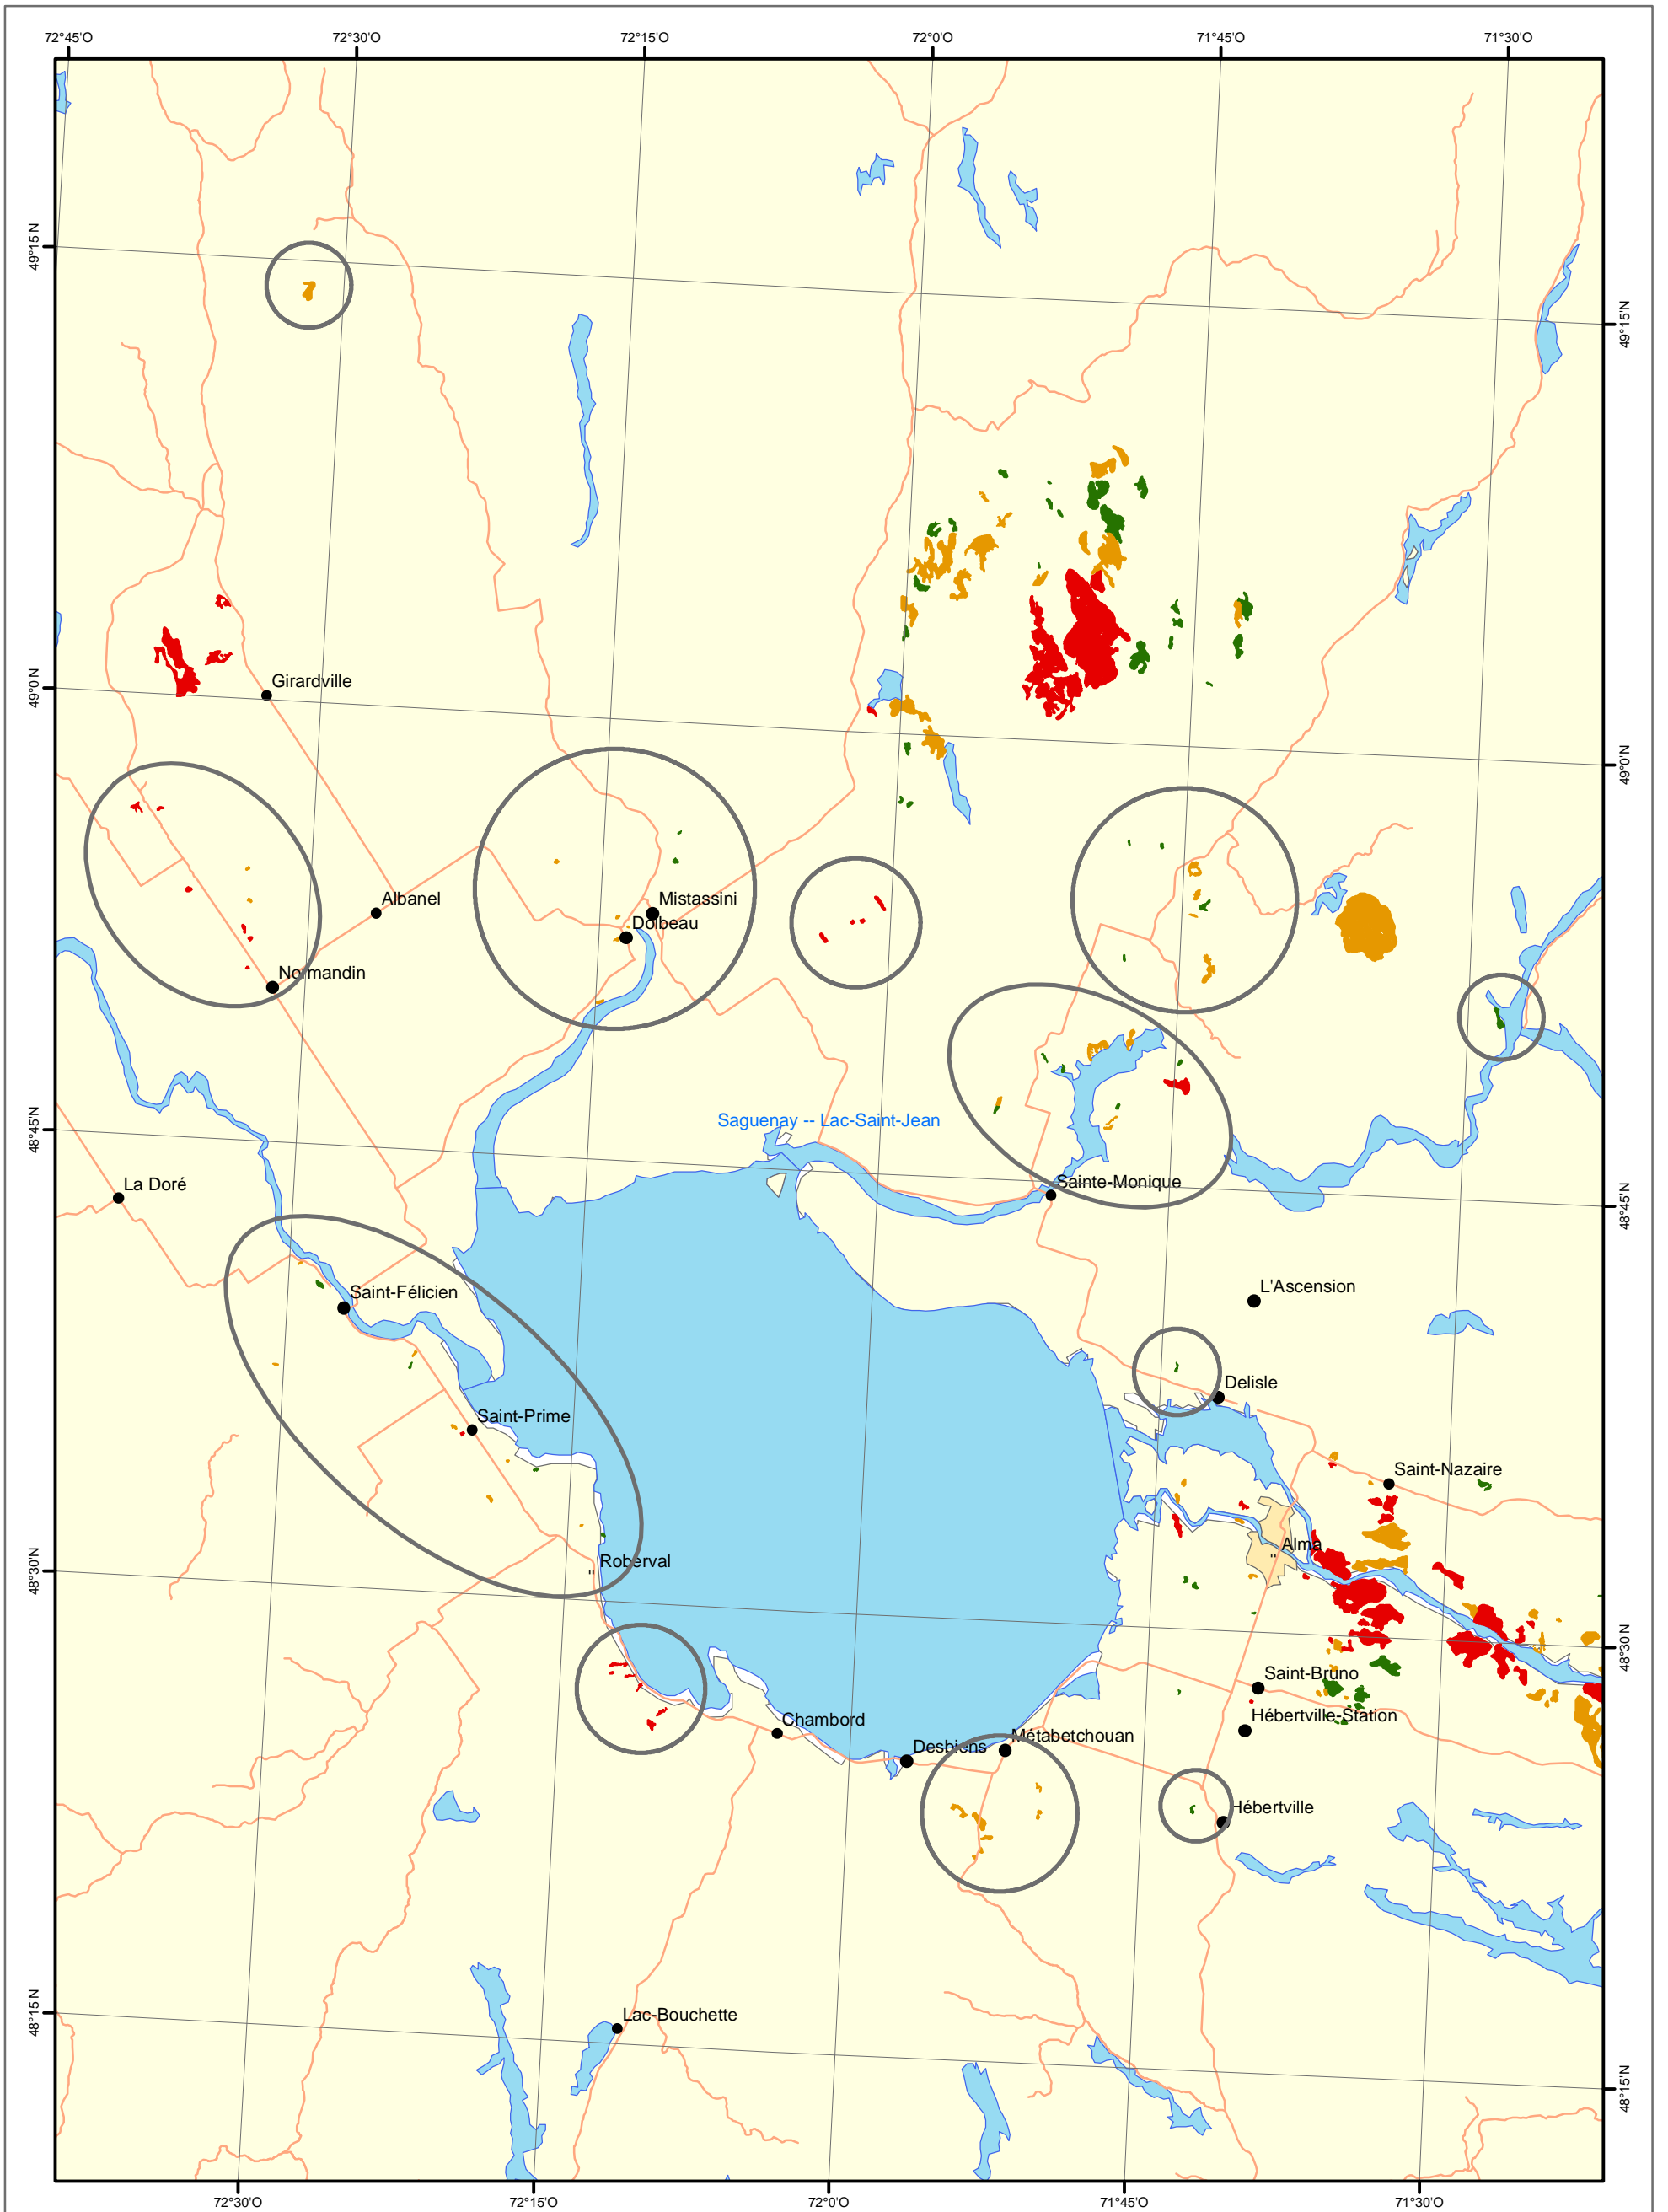 72°45'O 72°30'O 72°15'O 72°0'O 71°45'O 71°30'O
49°15'N
49°15'N
Girardville
49°0'N
49°0'N
Albanel
Mistassini
Dolbeau
Normandin
Saguenay -- Lac-Saint-Jean
48°45'N
La Doré
Sainte-Monique
48°45'N
L'Ascension
Saint-Félicien
Delisle
Saint-Prime
Saint-Nazaire
Alma
"
48°30'N
Roberval
"
48°30'N
Saint-Bruno
Hébertville-Station
Chambord
Métabetchouan
Desbiens
Hébertville
48°15'N
Lac-Bouchette
48°15'N
72°30'O 72°15'O 72°0'O 71°45'O 71°30'O